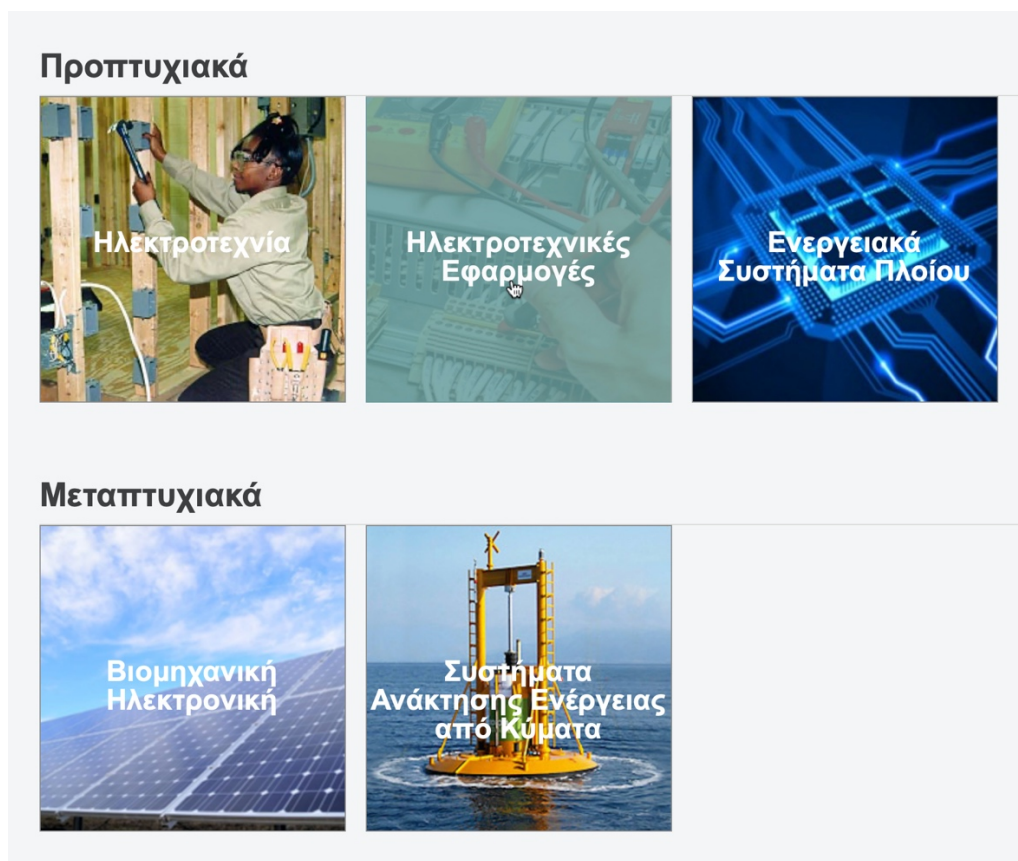 Προπτυχιακά
Ηλεκτροτεχνία
Ηλεκτροτεχνικές
Εφαρμογές
Ενεργειακά
Συστήματα Πλοίου
Μεταπτυχιακά
Βιομηχανική
Ηλεκτρονική
Συστήματα
Ανάκτησης Ενέργειας
από Κύματα